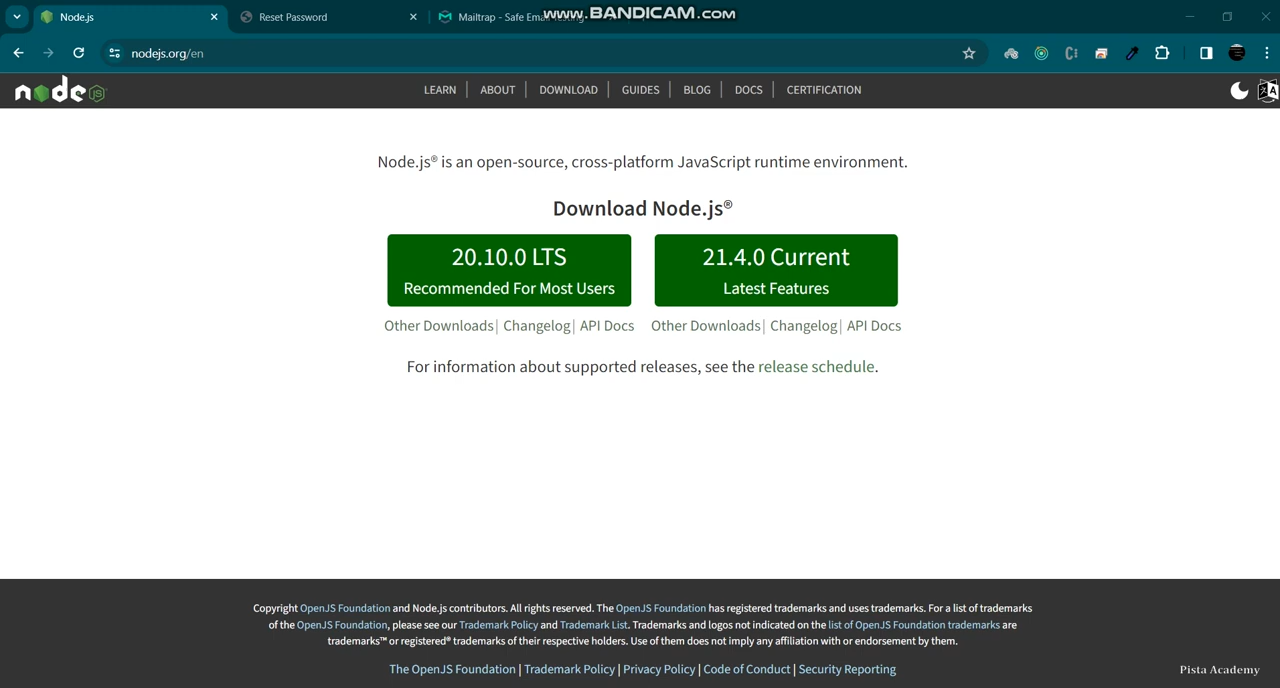 Node.js
Reset Password
Mailtrap - Safe Email Testing
www.BANDICAM.com
nodejs.org/en
node JS
LEARN
ABOUT
DOWNLOAD
GUIDES
BLOG
DOCS
CERTIFICATION
Node.js® is an open-source, cross-platform JavaScript runtime environment.
Download Node.js®
20.10.0 LTS
Recommended For Most Users
21.4.0 Current
Latest Features
Other Downloads| Changelog| API Docs
Other Downloads| Changelog| API Docs
For information about supported releases, see the release schedule.
Copyright OpenJS Foundation and Node.js contributors. All rights reserved. The OpenJS Foundation has registered trademarks and uses trademarks. For a list of trademarks
of the OpenJS Foundation, please see our Trademark Policy and Trademark List. Trademarks and logos not indicated on the list of OpenJS Foundation trademarks are
trademarks™ or registered® trademarks of their respective holders. Use of them does not imply any affiliation with or endorsement by them.
The OpenJS Foundation | Trademark Policy | Privacy Policy | Code of Conduct | Security Reporting
Pista Academy